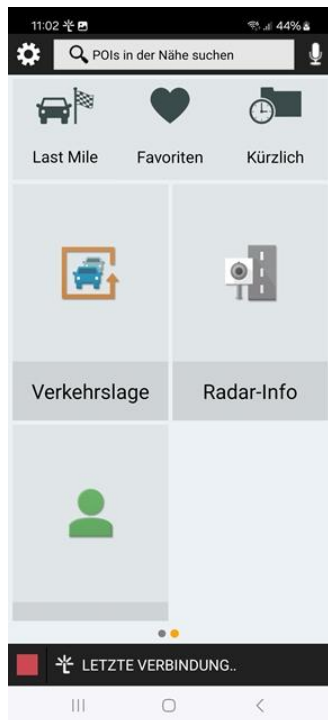 11:02 44%
POIs in der Nähe suchen
Last Mile Favoriten Kürzlich
Verkehrslage Radar-Info
LETZTE VERBINDUNG..